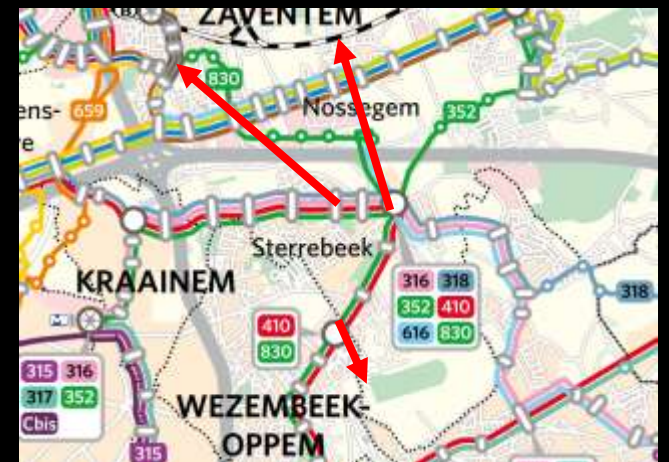 ZAVENTEM
830
ens-
659
Nossegem
352
Sterrebeek
KRAAINEM
316 318
352 410
616 830
318
410
830
M
315 316
317 352
Cbis
WEZEMBEEK-
OPPEM
315